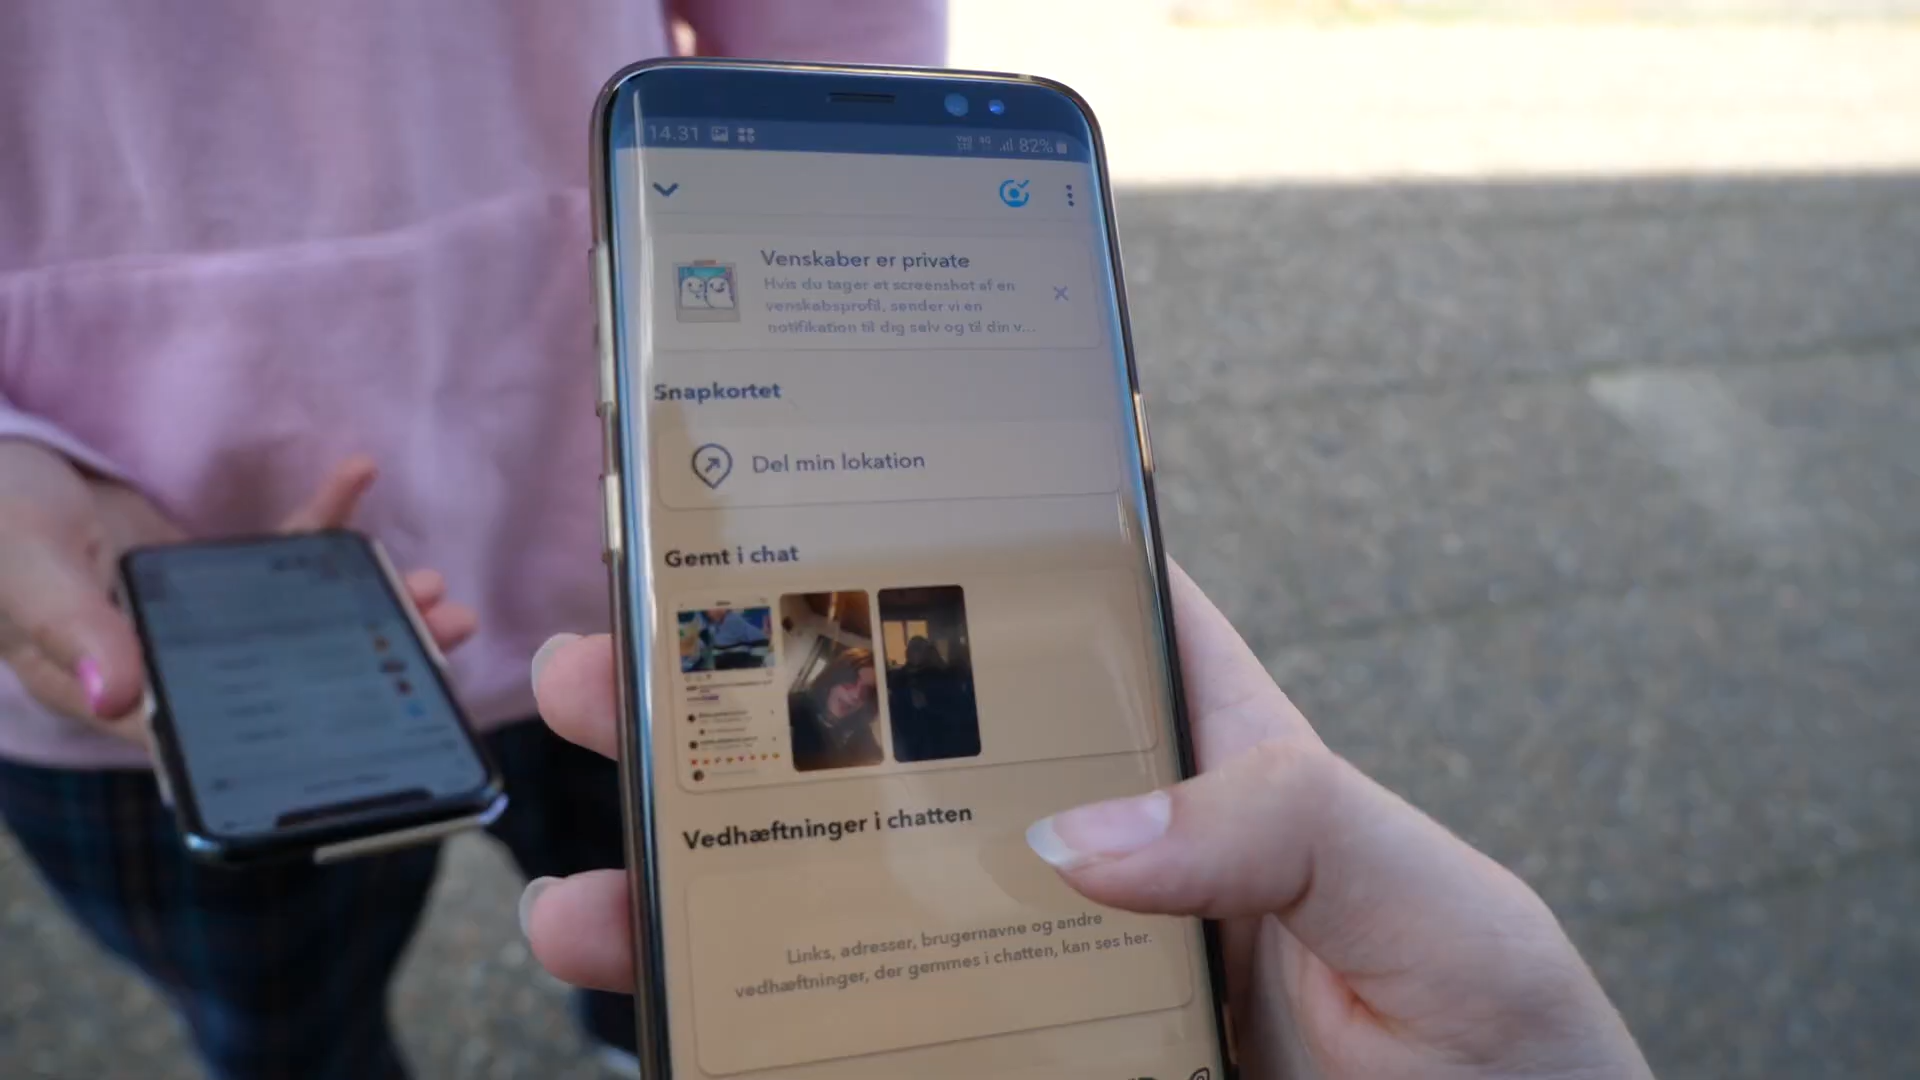 14.31
82%
Venskaber er private
Hvis du tager et screenshot af en
venskabsprofil, sender vi en
notifikation til dig selv og til din v...
Snapkortet
Del min lokation
Gemt i chat
Vedhæftninger i chatten
Links, adresser, brugernavne og andre
vedhæftninger, der gemmes i chatten, kan ses her.